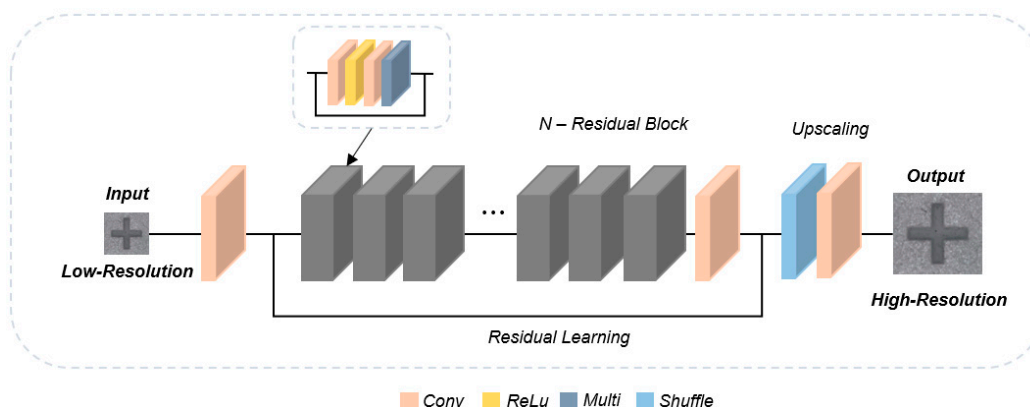 N – Residual Block
Upscaling
Input
Output
...
Low-Resolution
High-Resolution
Residual Learning
Conv ReLu Multi Shuffle